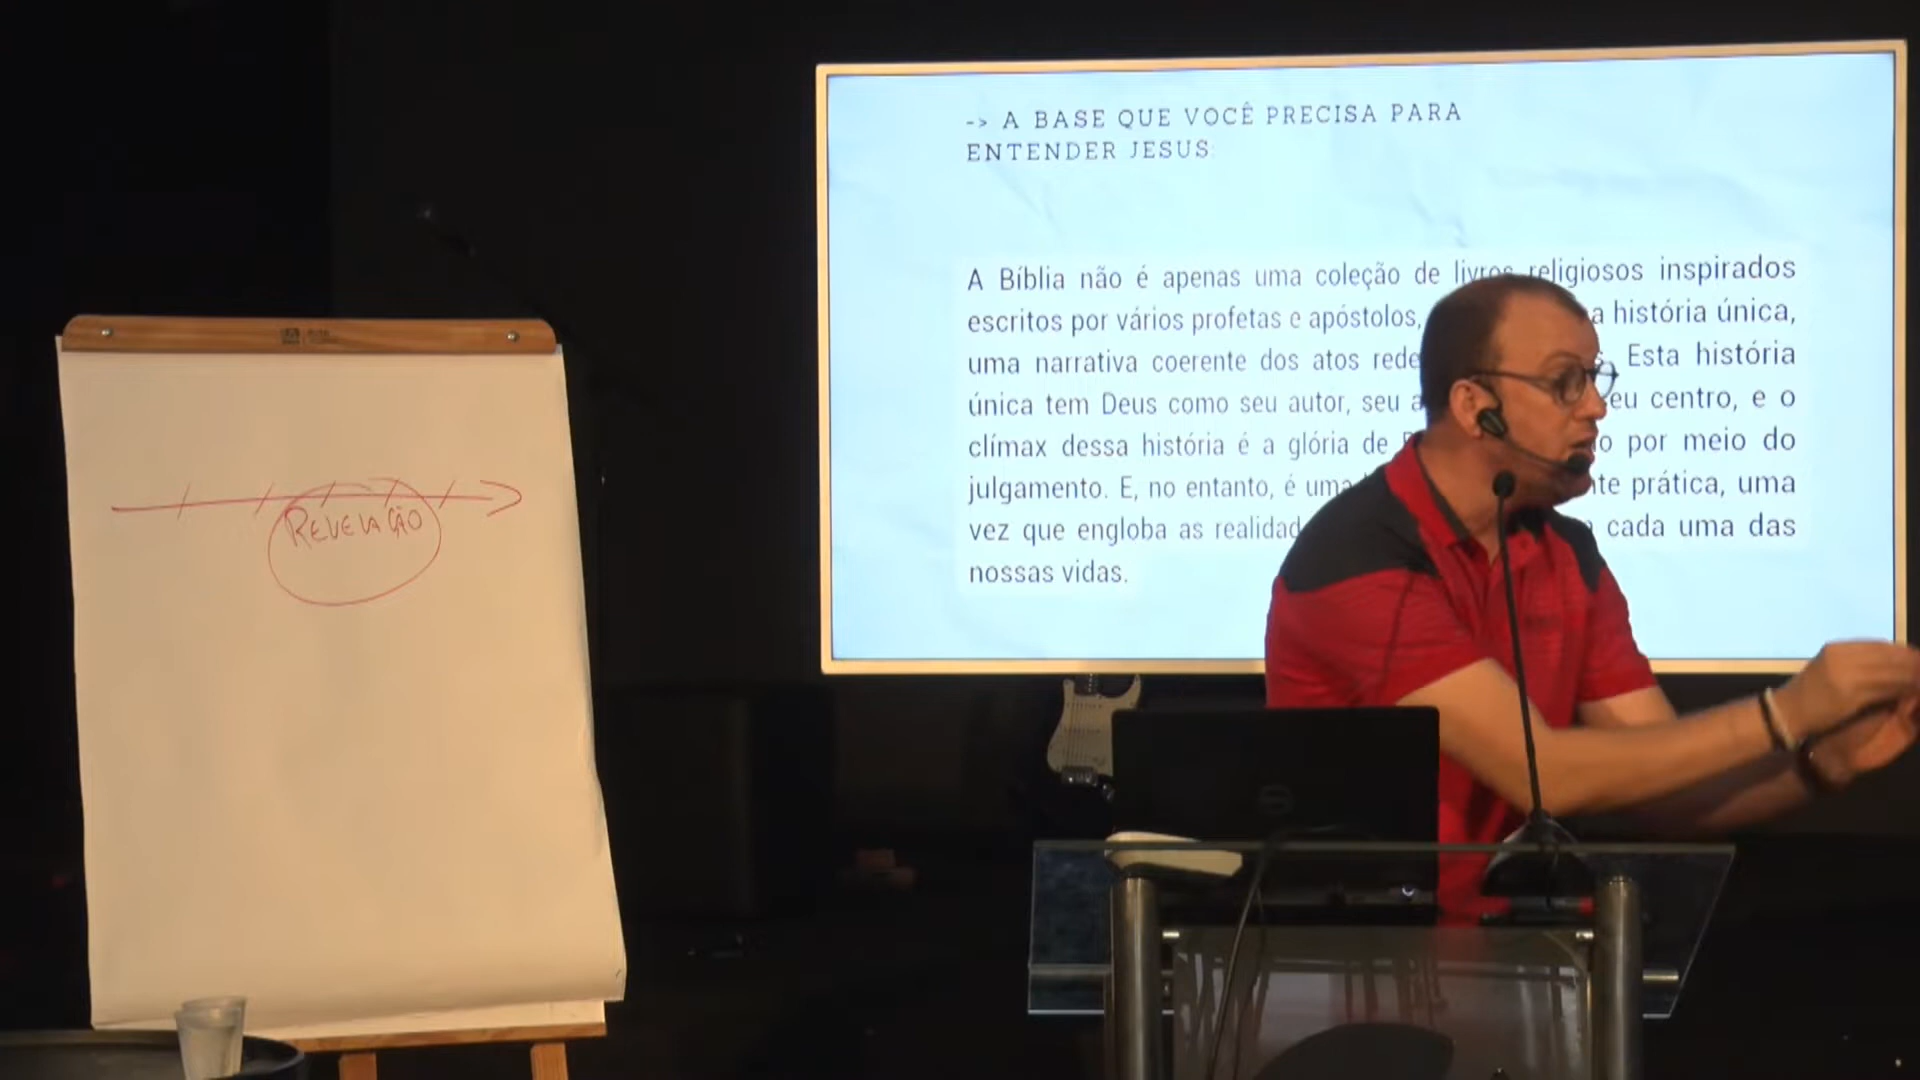 REVELAÇÃO
-> A BASE QUE VOCÊ PRECISA PARA
ENTENDER JESUS
A Bíblia não é apenas uma coleção de livros religiosos inspirados
escritos por vários profetas e apóstolos, a história única,
uma narrativa coerente dos atos rede Esta história
única tem Deus como seu autor, seu a eu centro, e o
clímax dessa história é a glória de por meio do
julgamento. E, no entanto, é uma te prática, uma
vez que engloba as realidad cada uma das
nossas vidas.